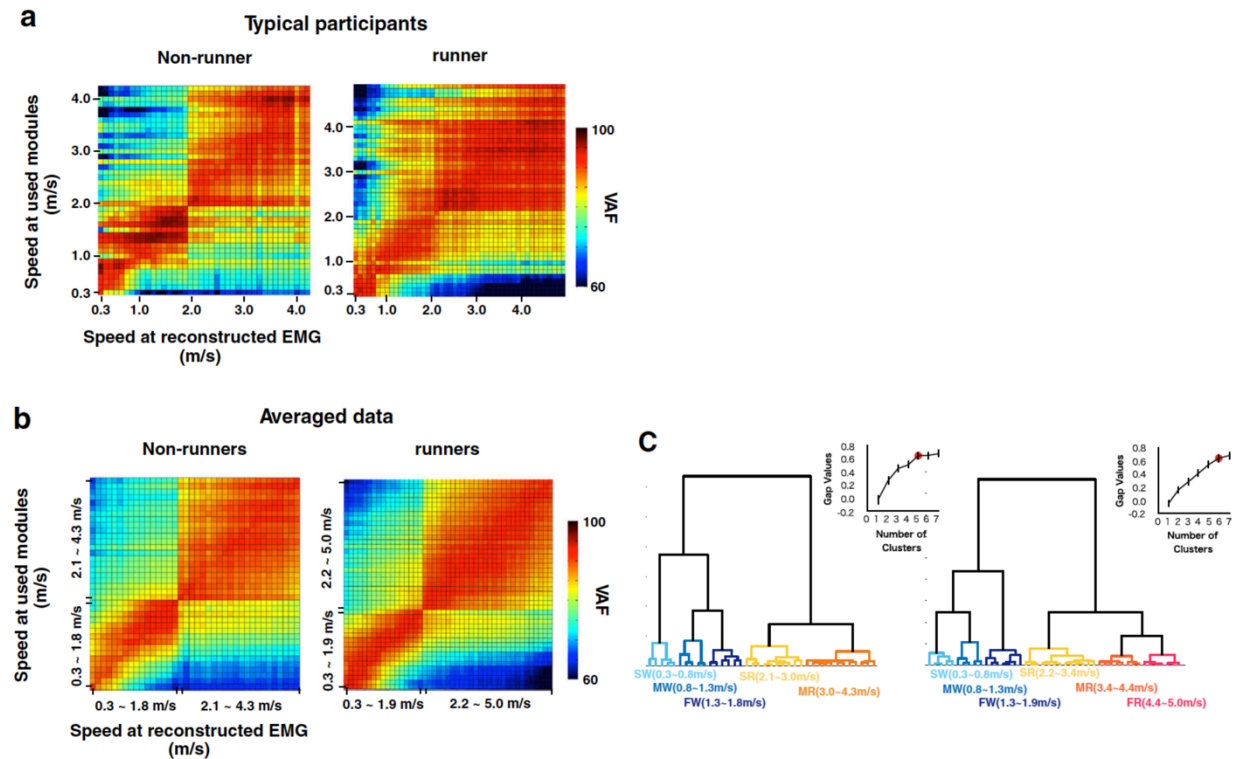 a
Typical participants
Non-runner
runner
Speed at used modules
(m/s)
4.0
3.0
2.0
1.0
0.3
0.3 1.0 2.0 3.0 4.0
4.0
3.0
2.0
1.0
0.3
0.3 1.0 2.0 3.0 4.0
100
VAF
60
Speed at reconstructed EMG
(m/s)
b
Averaged data
Non-runners
runners
Speed at used modules
(m/s)
2.1 ~ 4.3 m/s
0.3 ~ 1.8 m/s
0.3 ~ 1.8 m/s 2.1 ~ 4.3 m/s
2.2 ~ 5.0 m/s
0.3 ~ 1.9 m/s
0.3 ~ 1.9 m/s 2.2 ~ 5.0 m/s
100
VAF
60
Speed at reconstructed EMG
(m/s)
C
Gap Values
0.8
0.6
0.4
0.2
0.0
-0.2
0 1 2 3 4 5 6 7
Number of
Clusters
SW(0.3~0.8m/s)
MW(0.8~1.3m/s)
FW(1.3~1.8m/s)
SR(2.1~3.0m/s)
MR(3.0~4.3m/s)
Gap Values
0.8
0.6
0.4
0.2
0.0
-0.2
0 1 2 3 4 5 6 7
Number of
Clusters
SW(0.3~0.8m/s)
MW(0.8~1.3m/s)
FW(1.3~1.9m/s)
SR(2.2~3.4m/s)
MR(3.4~4.4m/s)
FR(4.4~5.0m/s)